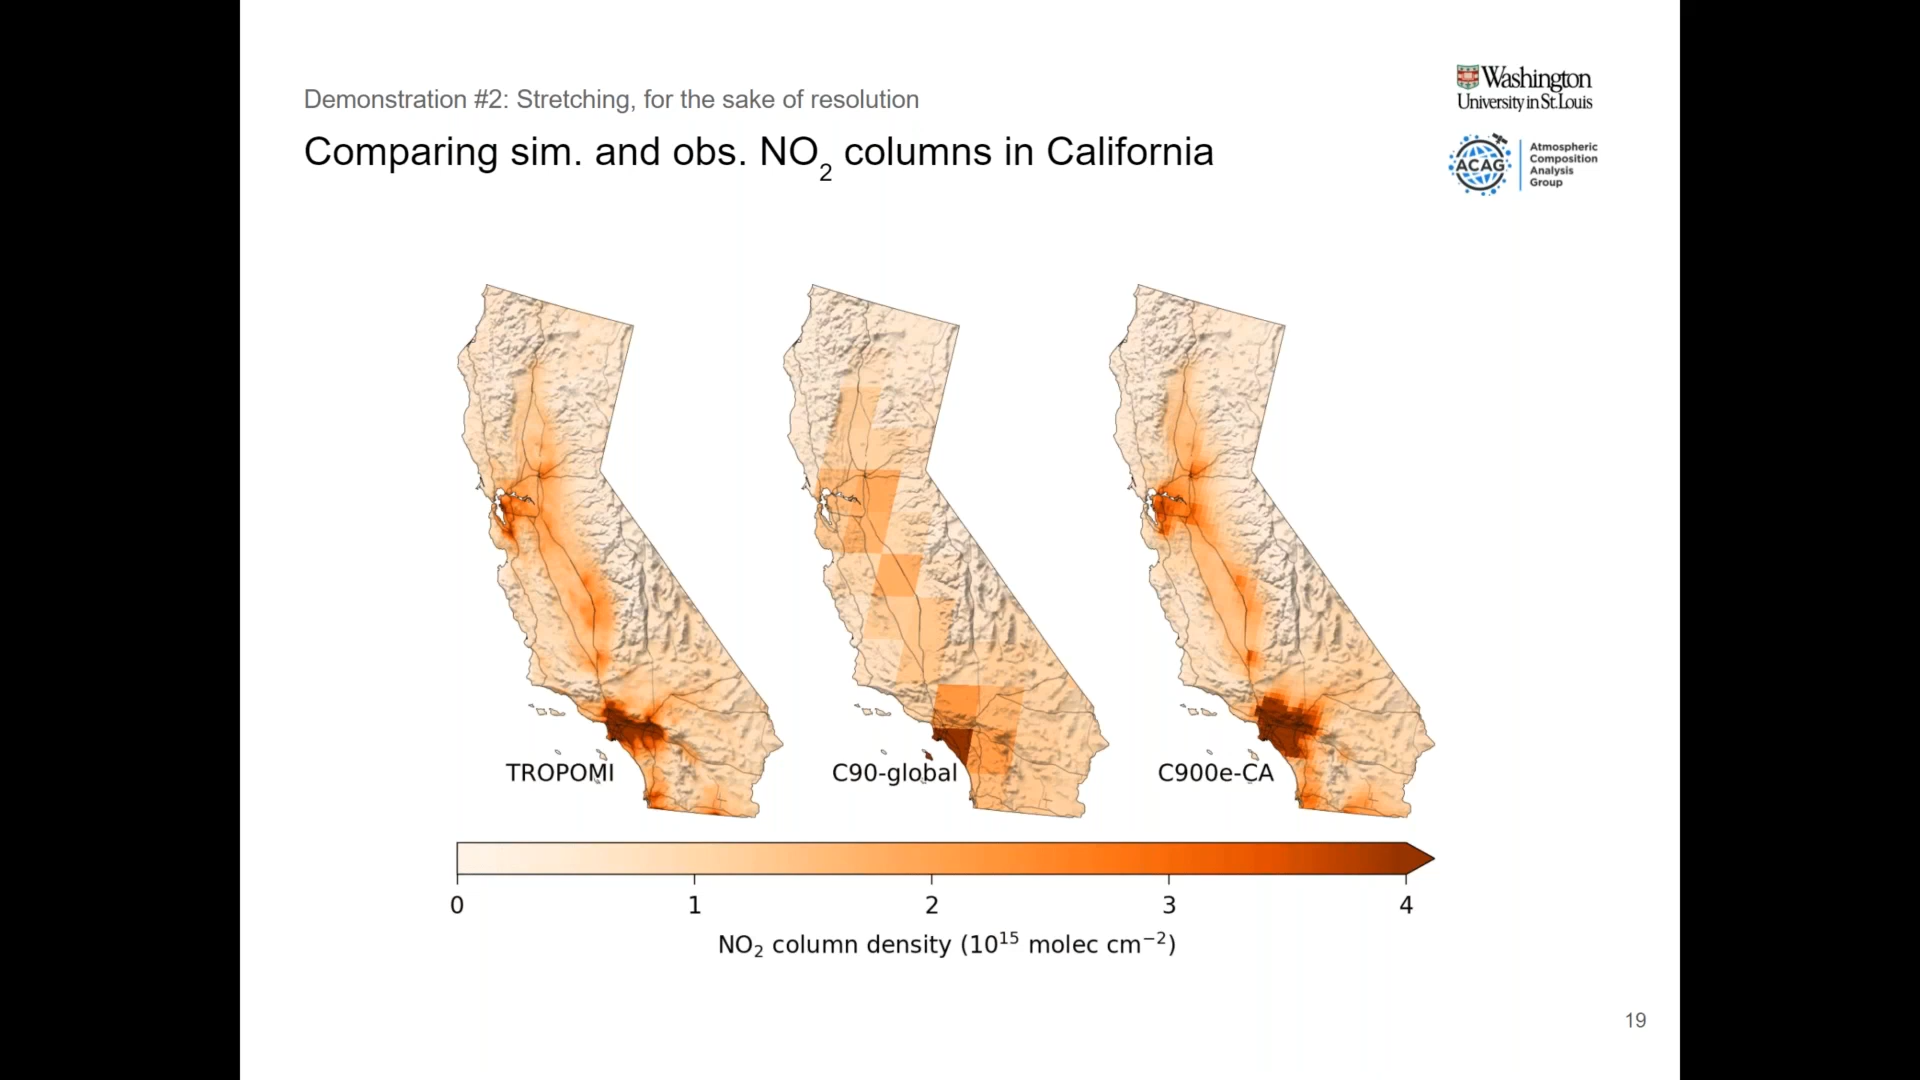 Demonstration #2: Stretching, for the sake of resolution
Comparing sim. and obs. NO₂ columns in California
Washington
University in St. Louis
ACAG
Atmospheric
Composition
Analysis
Group
TROPOMI
C90-global
C900e-CA
0 1 2 3 4
NO₂ column density (10¹⁵ molec cm⁻²)
19